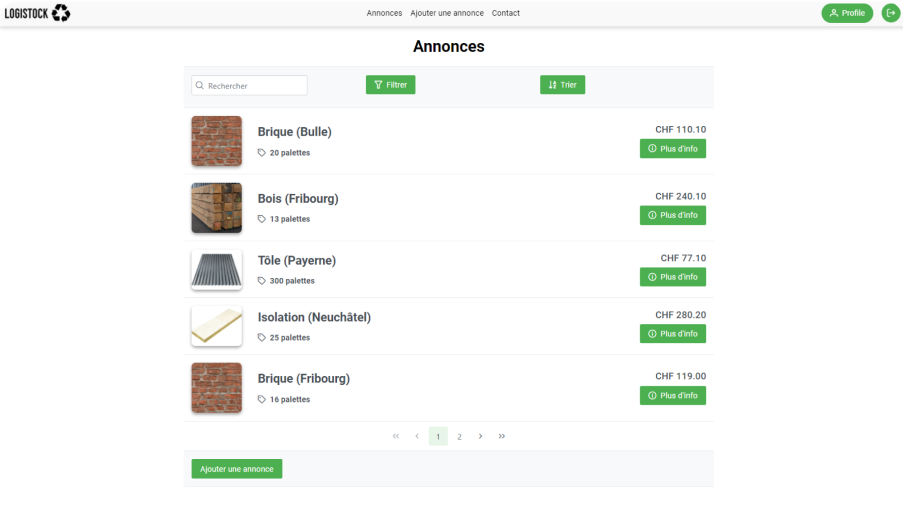 LOGISTOCK
Annonces Ajouter une annonce Contact
Profile
Annonces
Rechercher
Filtrer
Trier
Brique (Bulle)
20 palettes
CHF 110.10
Plus d'info
Bois (Fribourg)
13 palettes
CHF 240.10
Plus d'info
Tôle (Payerne)
300 palettes
CHF 77.10
Plus d'info
Isolation (Neuchâtel)
25 palettes
CHF 280.20
Plus d'info
Brique (Fribourg)
16 palettes
CHF 119.00
Plus d'info
1 2
Ajouter une annonce